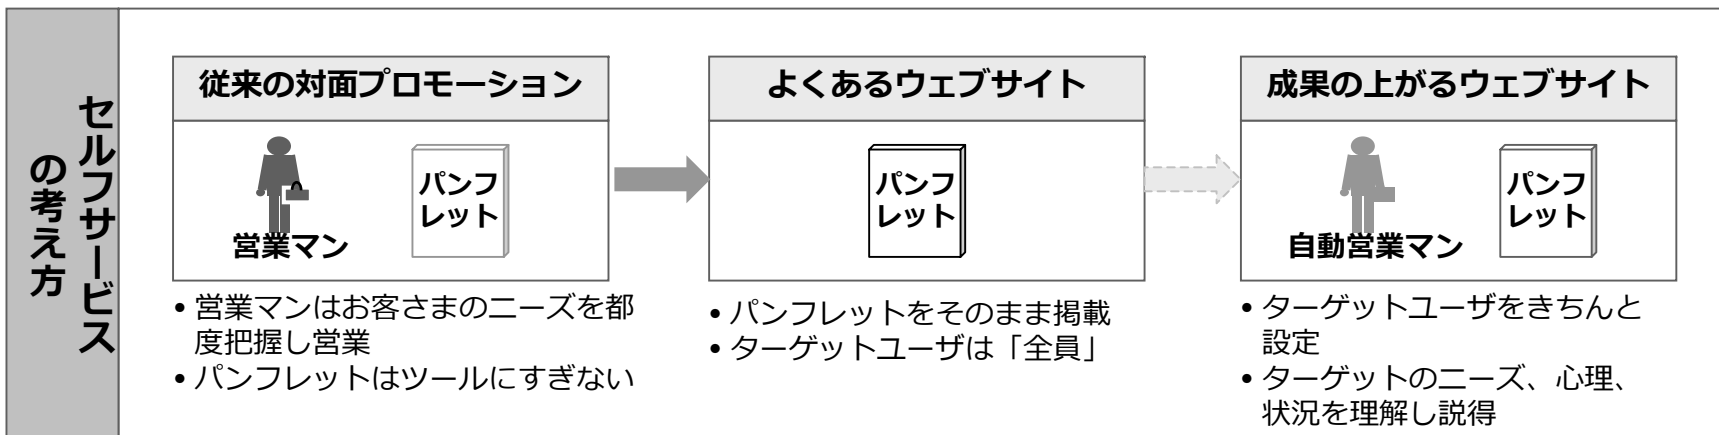 セルフサービス
の考え方
従来の対面プロモーション
パンフ
レット
営業マン
• 営業マンはお客さまのニーズを都
度把握し営業
• パンフレットはツールにすぎない
よくあるウェブサイト
パンフ
レット
• パンフレットをそのまま掲載
• ターゲットユーザは「全員」
成果の上がるウェブサイト
パンフ
レット
自動営業マン
• ターゲットユーザをきちんと
設定
• ターゲットのニーズ、心理、
状況を理解し説得